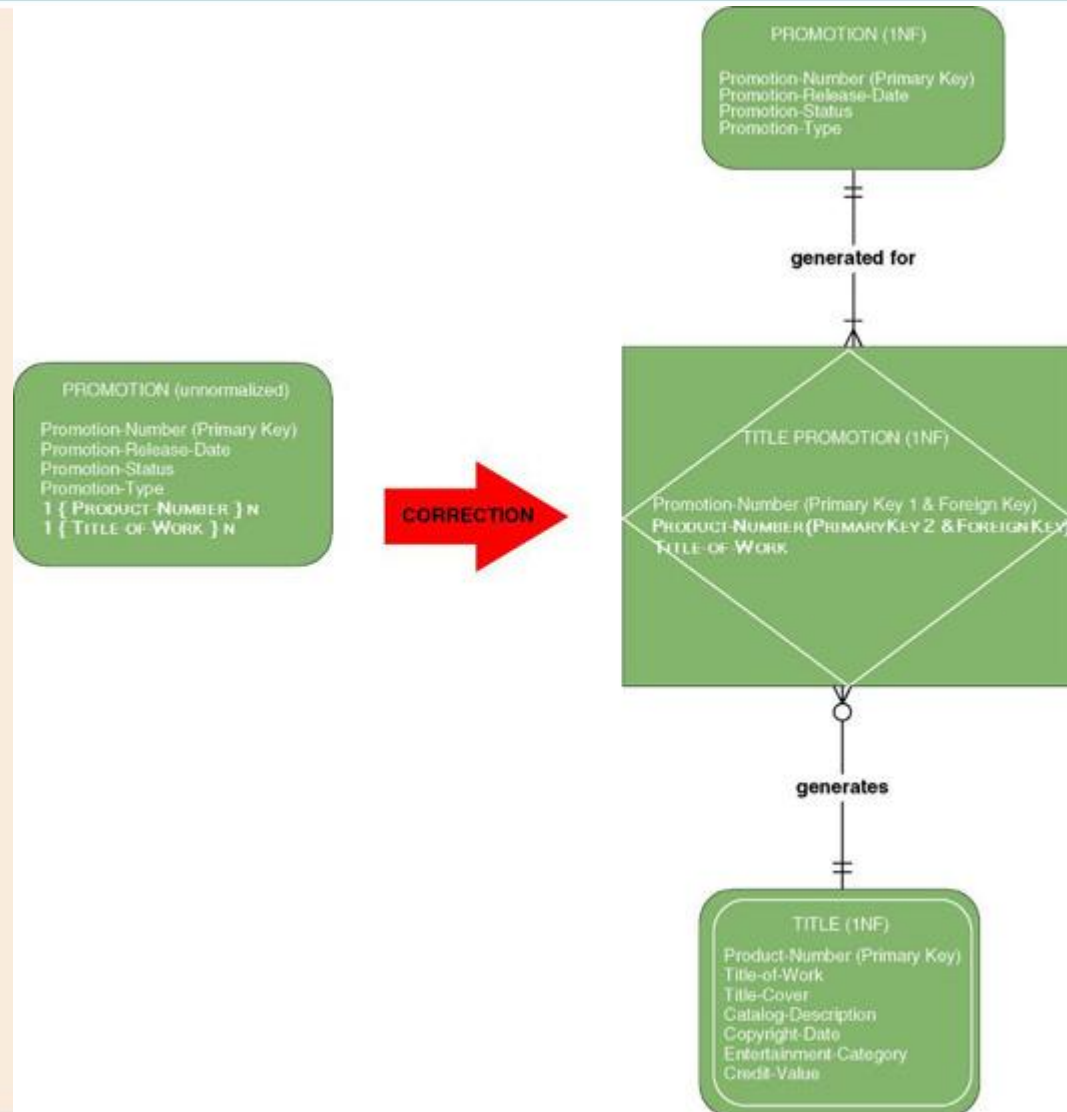 PROMOTION (unnormalized)
Promotion-Number (Primary Key)
Promotion-Release-Date
Promotion-Status
Promotion-Type
1 { PRODUCT-NUMBER } N
1 { TITLE-OF-WORK } N
CORRECTION
PROMOTION (1NF)
Promotion-Number (Primary Key)
Promotion-Release-Date
Promotion-Status
Promotion-Type
generated for
TITLE PROMOTION (1NF)
Promotion-Number (Primary Key 1 & Foreign Key)
PRODUCT-NUMBER (PRIMARY KEY 2 & FOREIGN KEY)
TITLE-OF-WORK
generates
TITLE (1NF)
Product-Number (Primary Key)
Title-of-Work
Title-Cover
Catalog-Description
Copyright-Date
Entertainment-Category
Credit-Value